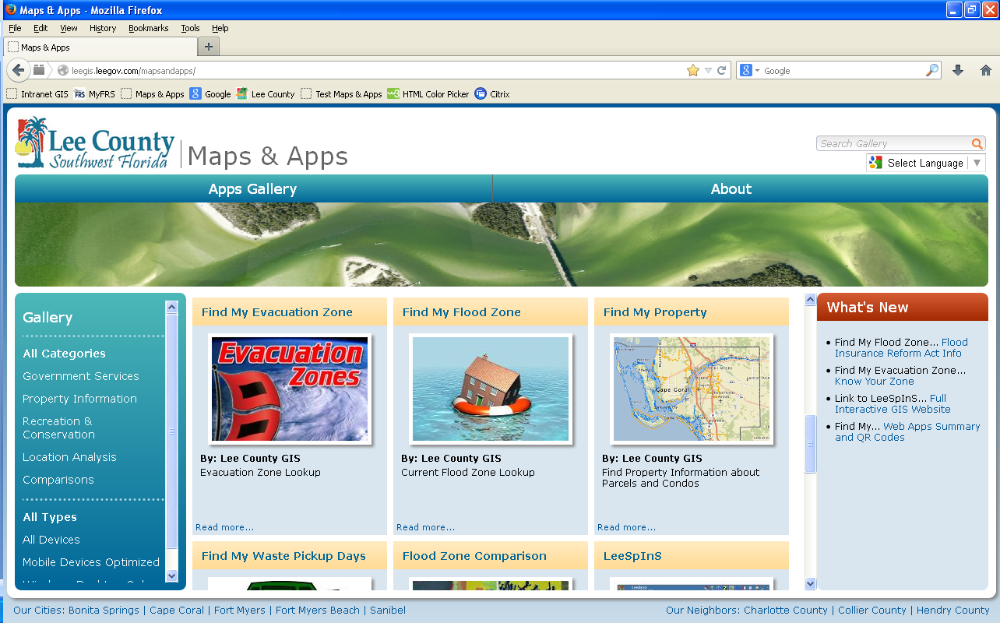 Maps & Apps - Mozilla Firefox
File Edit View History Bookmarks Tools Help
Maps & Apps
leegis.leegov.com/mapsandapps/
Google
Intranet GIS
FRS MyFRS
Maps & Apps
Google
Lee County
Test Maps & Apps
HTML Color Picker
Citrix
Lee County
Southwest Florida
Maps & Apps
Search Gallery
Select Language
Apps Gallery
About
Gallery
All Categories
Government Services
Property Information
Recreation &
Conservation
Location Analysis
Comparisons
All Types
All Devices
Mobile Devices Optimized
Find My Evacuation Zone
Evacuation
Zones
By: Lee County GIS
Evacuation Zone Lookup
Read more...
Find My Flood Zone
By: Lee County GIS
Current Flood Zone Lookup
Read more...
Find My Property
Cape Coral
By: Lee County GIS
Find Property Information about
Parcels and Condos
Read more...
Find My Waste Pickup Days
Flood Zone Comparison
LeeSpInS
What's New
Find My Flood Zone... Flood
Insurance Reform Act Info
Find My Evacuation Zone...
Know Your Zone
Link to LeeSpInS... Full
Interactive GIS Website
Find My... Web Apps Summary
and QR Codes
Our Cities: Bonita Springs | Cape Coral | Fort Myers | Fort Myers Beach | Sanibel
Our Neighbors: Charlotte County | Collier County | Hendry County